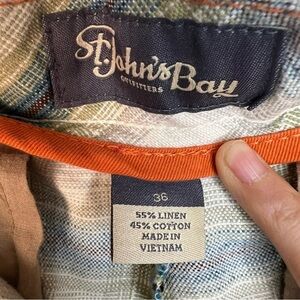 St. John's Bay
OUTFITTERS
36
55% LINEN
45% COTTON
MADE IN
VIETNAM